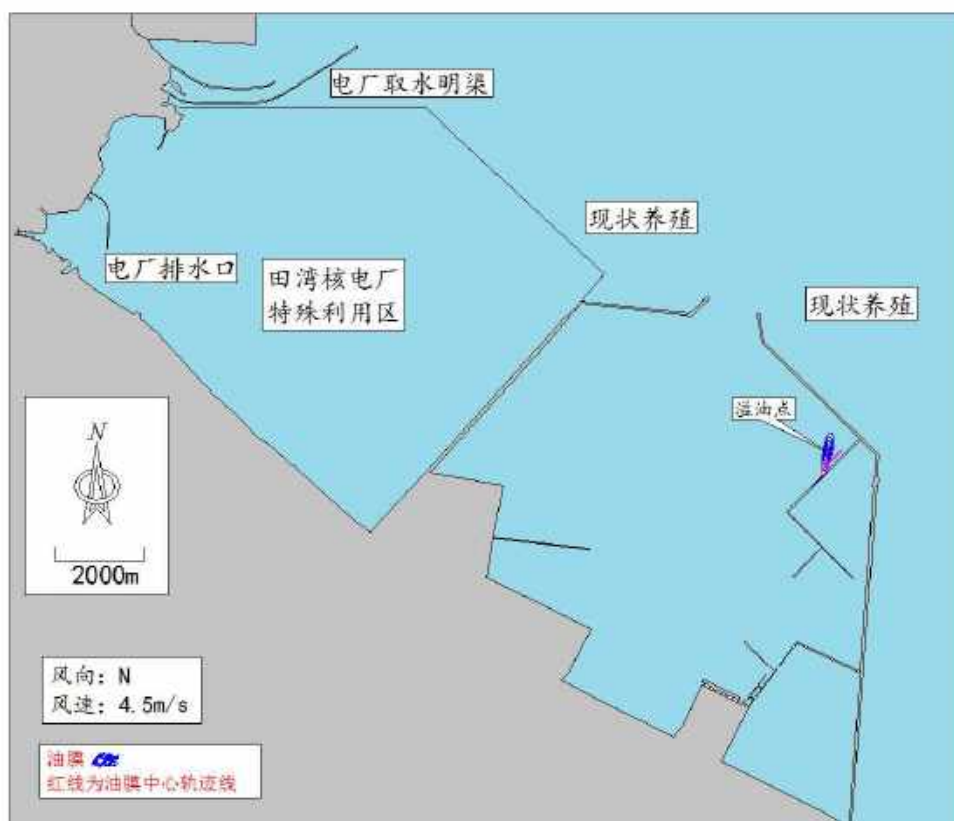 电厂取水明渠
现状养殖
电厂排水口
田湾核电厂
特殊利用区
现状养殖
溢油点
N
2000m
风向: N
风速: 4.5m/s
油膜
红线为油膜中心轨迹线